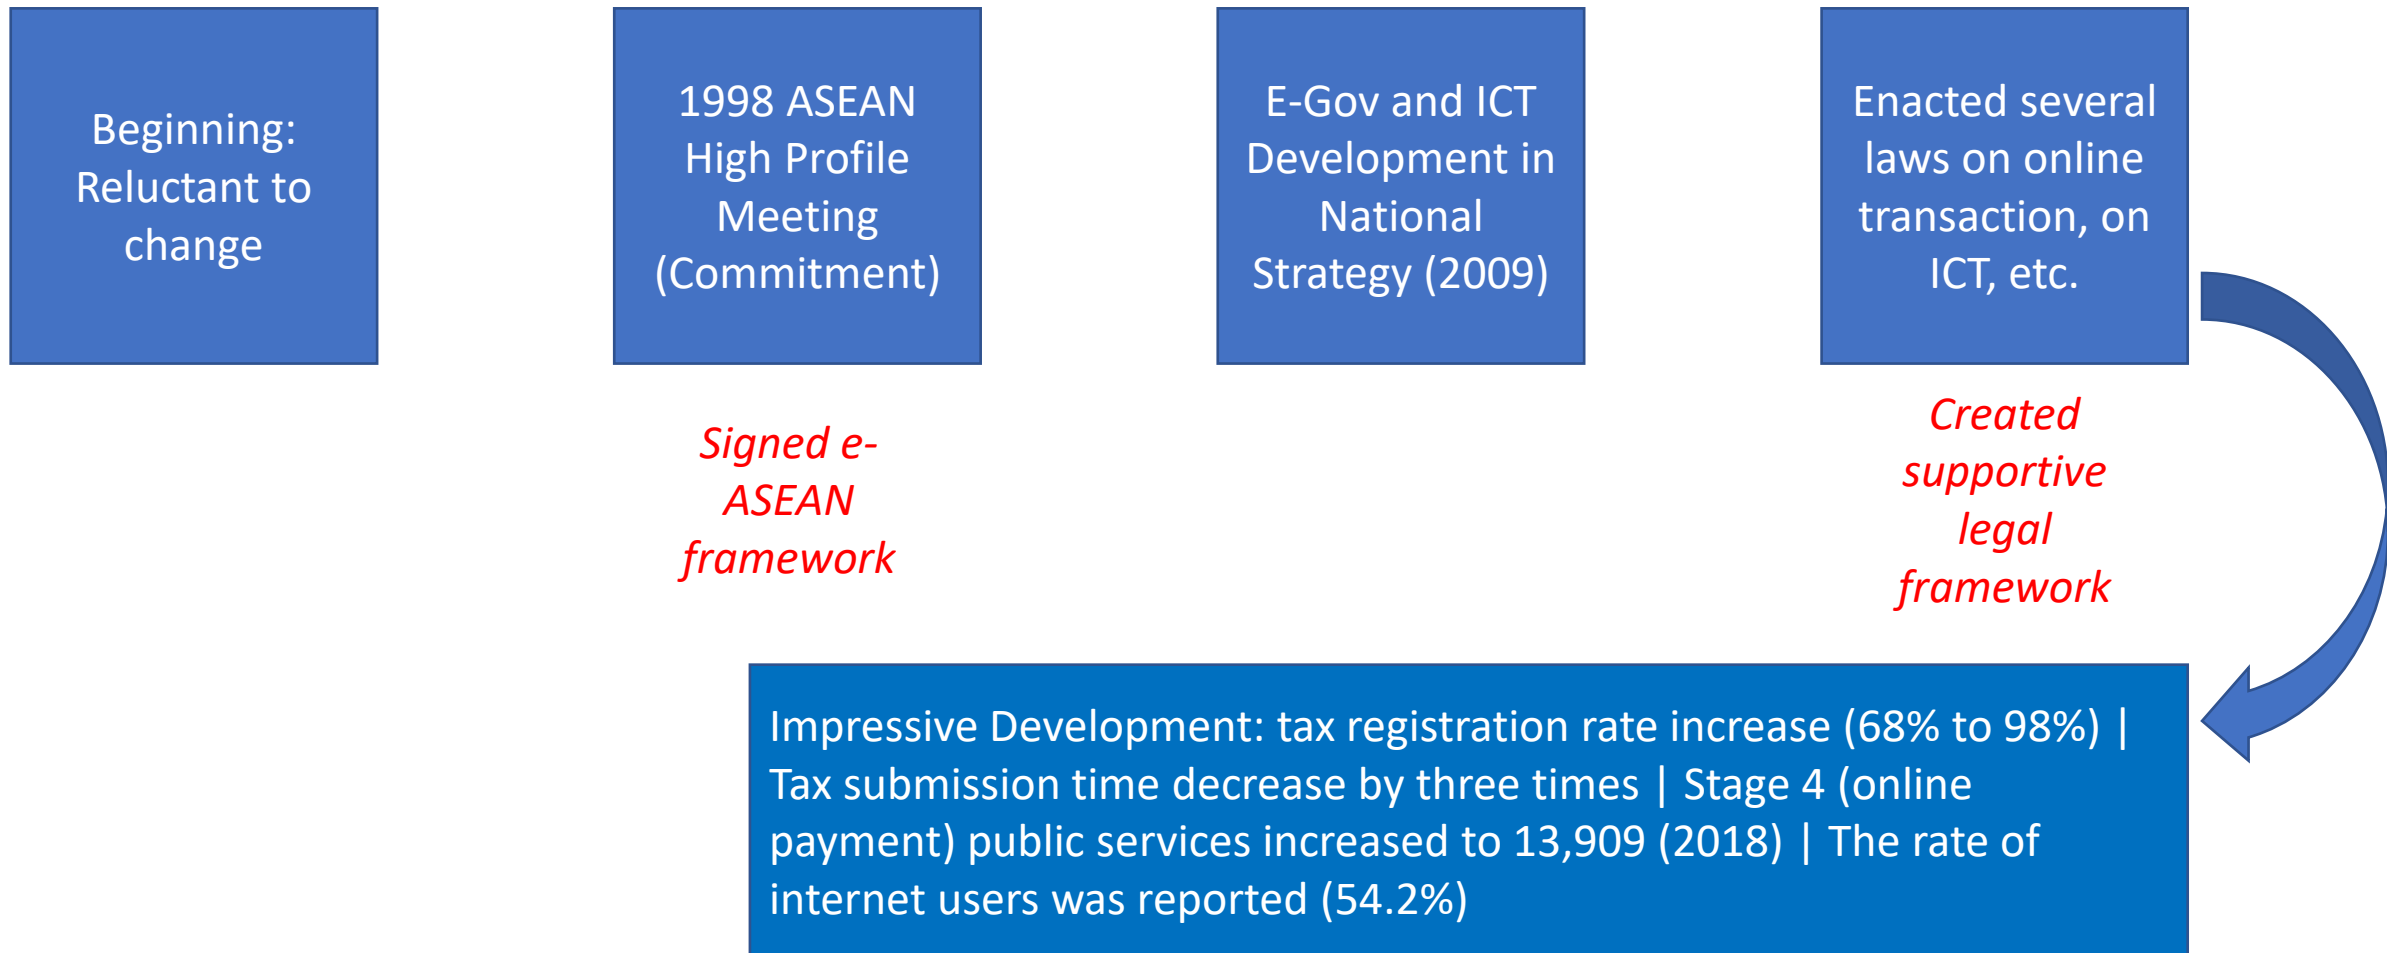 Beginning:
Reluctant to
change
1998 ASEAN
High Profile
Meeting
(Commitment)
E-Gov and ICT
Development in
National
Strategy (2009)
Enacted several
laws on online
transaction, on
ICT, etc.
Signed e-
ASEAN
framework
Created
supportive
legal
framework
Impressive Development: tax registration rate increase (68% to 98%) |
Tax submission time decrease by three times | Stage 4 (online
payment) public services increased to 13,909 (2018) | The rate of
internet users was reported (54.2%)